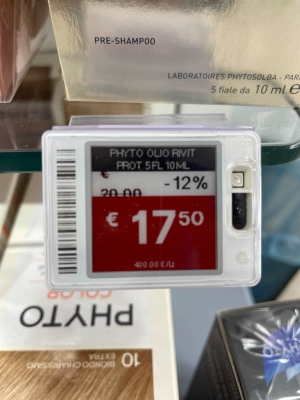 PRE-SHAMPOO
LABORATOIRES PHYTOSOLBA - PAR
5 fiale da 10 ml e
PHYTO OLIO RIVIT
PROT 5FL 10ML
€
20.00
-12%
€ 17 50
400.00 €/Lt
PHYTO
COLOR
10 BIONDO CHIARISSIMO
EXTRA